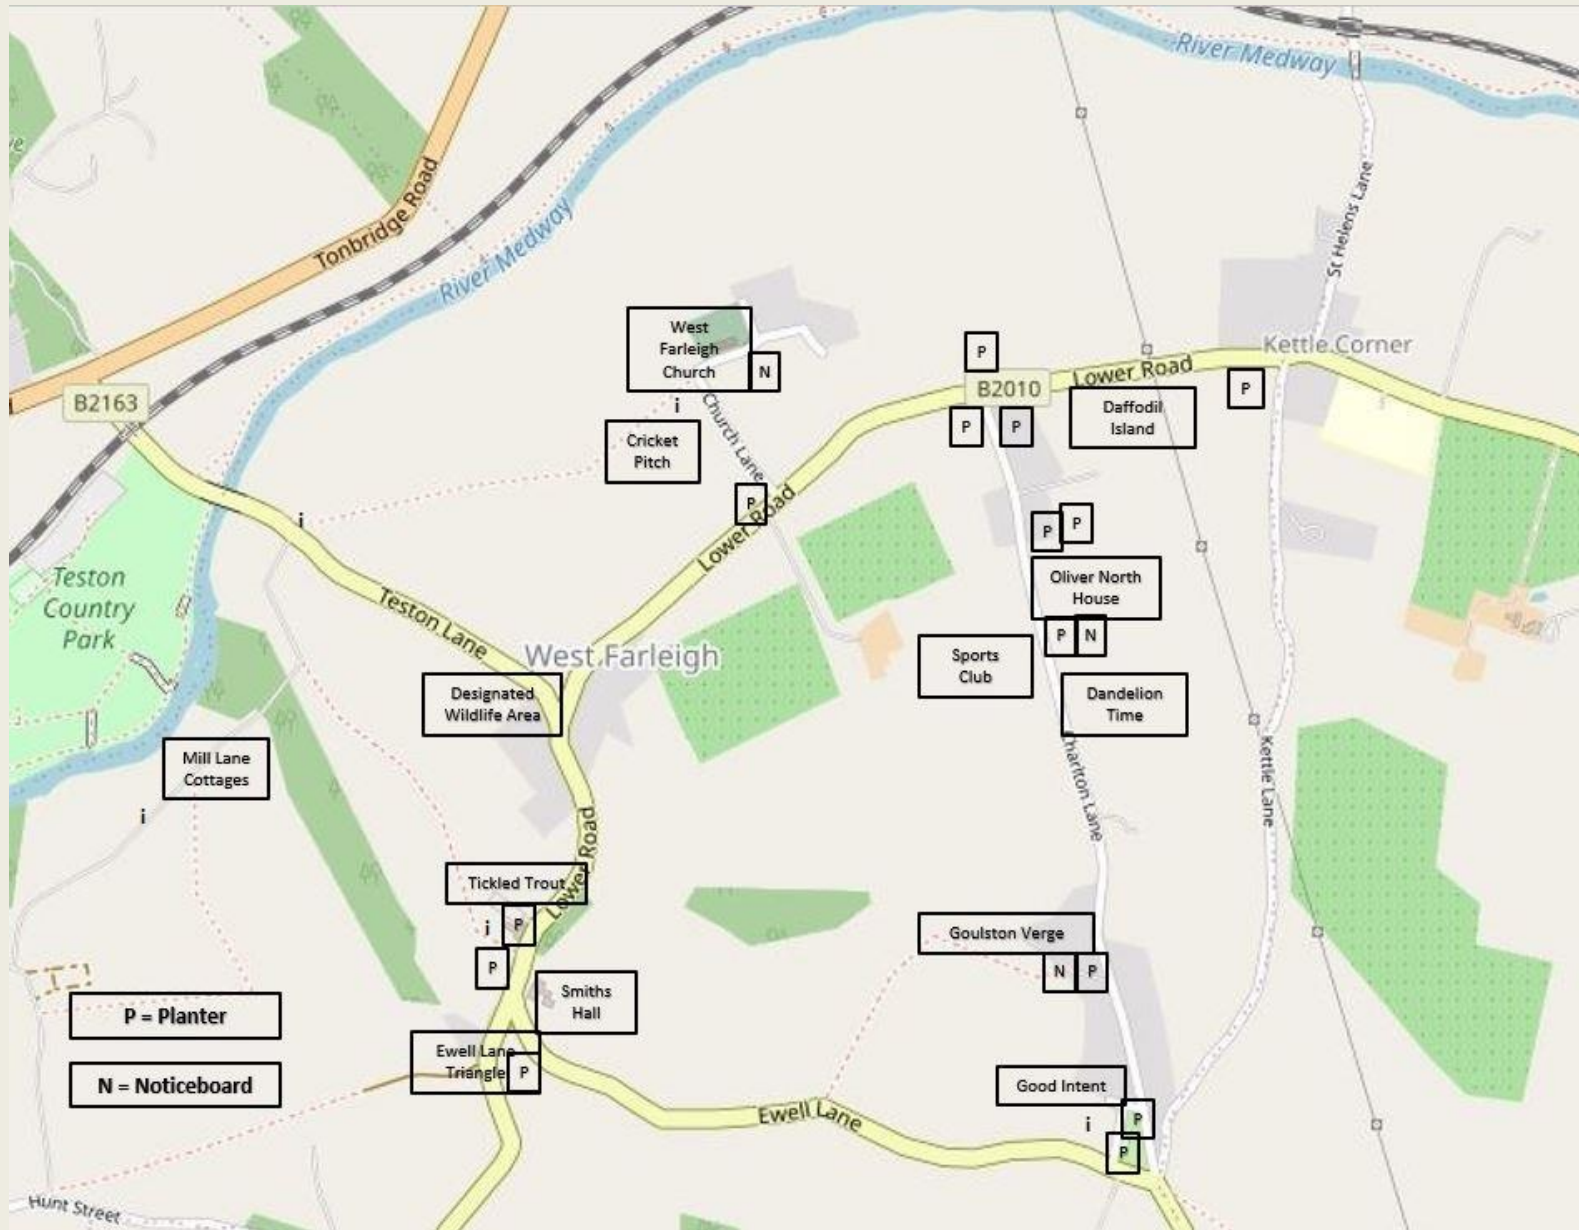 River Medway
Tonbridge Road
St Helens Lane
River Medway
West
Farleigh
Church
N
P
Kettle Corner
Lower Road
B2010
B2163
P
i
Church Lane
Daffodil
Island
P
P
Cricket
Pitch
P
Lower Road
i
P
P
Teston
Country
Park
Oliver North
House
Teston Lane
P
N
West Farleigh
Sports
Club
Designated
Wildlife Area
Dandelion
Time
Mill Lane
Cottages
Charlton Lane
Kettle Lane
i
Lower Road
Tickled Trout
i
P
Goulston Verge
P
N
P
Smiths
Hall
P = Planter
Ewell Lane
Triangle
P
N = Noticeboard
Good Intent
Ewell Lane
i
P
P
Hunt Street